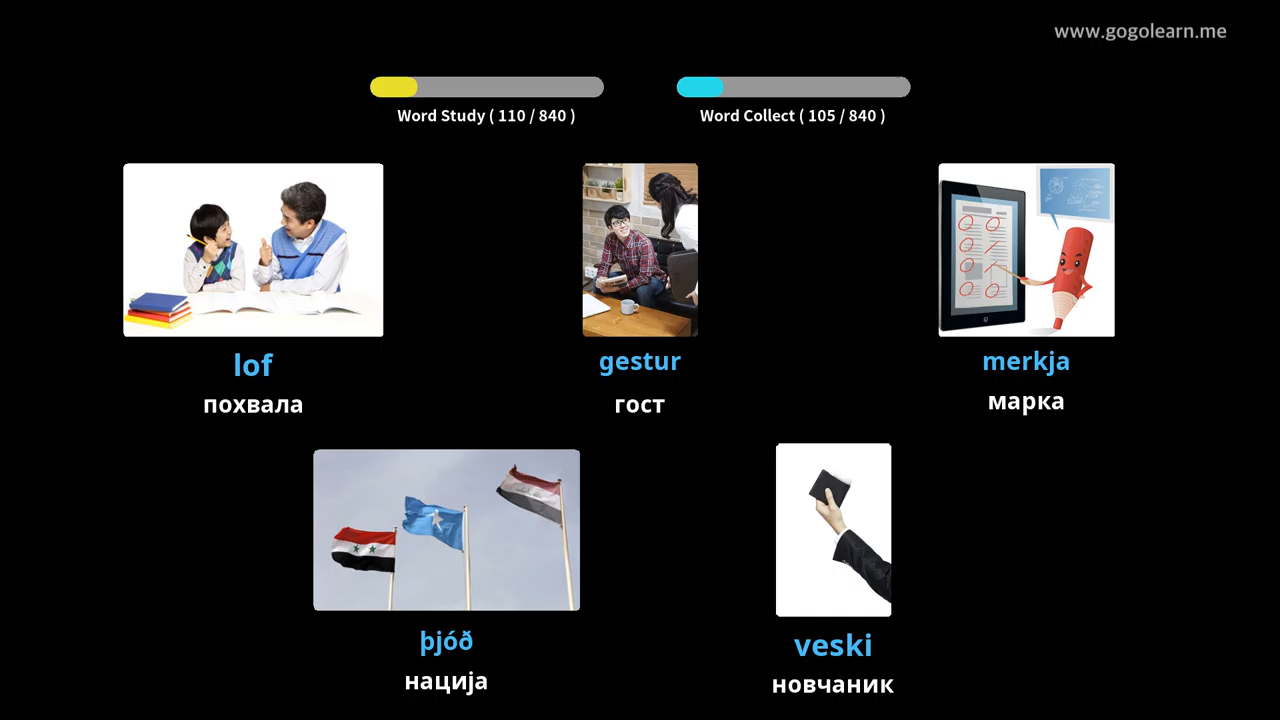 www.gogolearn.me
Word Study ( 110 / 840 )
Word Collect ( 105 / 840 )
lof
похвала
gestur
гост
merkja
марка
þjóð
нација
veski
новчаник